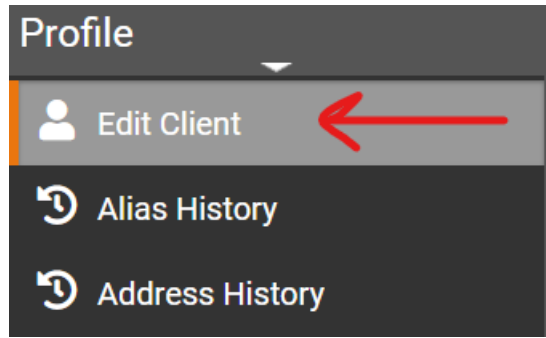 Profile
Edit Client
Alias History
Address History